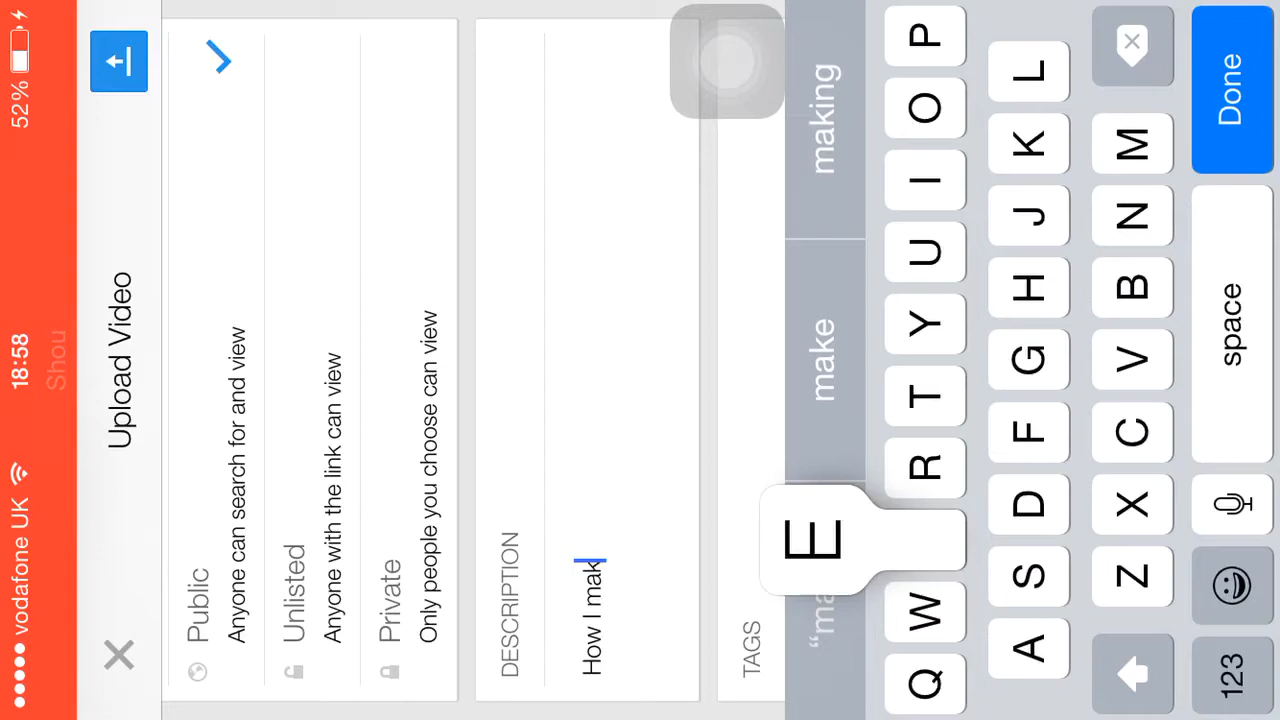 vodafone UK 18:58 52%
Shou
Upload Video
Public
Anyone can search for and view
Unlisted
Anyone with the link can view
Private
Only people you choose can view
DESCRIPTION
How I mak
TAGS
make making
Q W E R T Y U I O P
A S D F G H J K L
Z X C V B N M
123 space Done